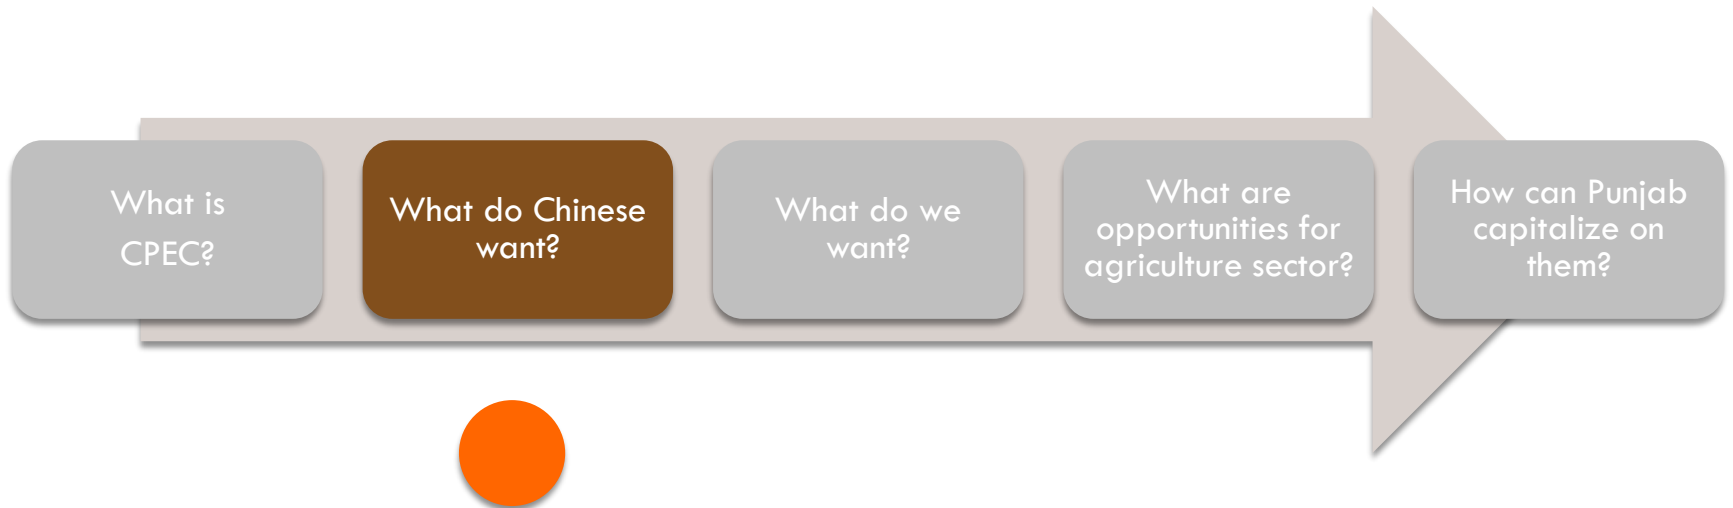 What is
CPEC?
What do Chinese
want?
What do we
want?
What are
opportunities for
agriculture sector?
How can Punjab
capitalize on
them?